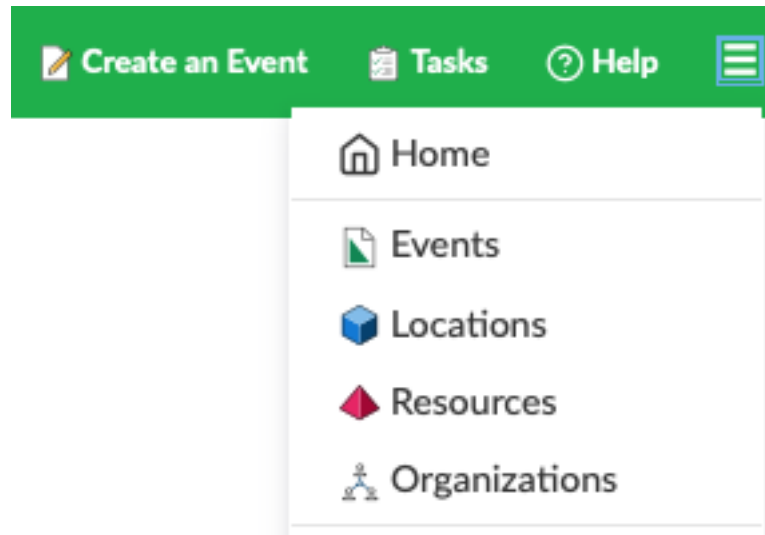 Create an Event Tasks Help
Home
Events
Locations
Resources
Organizations